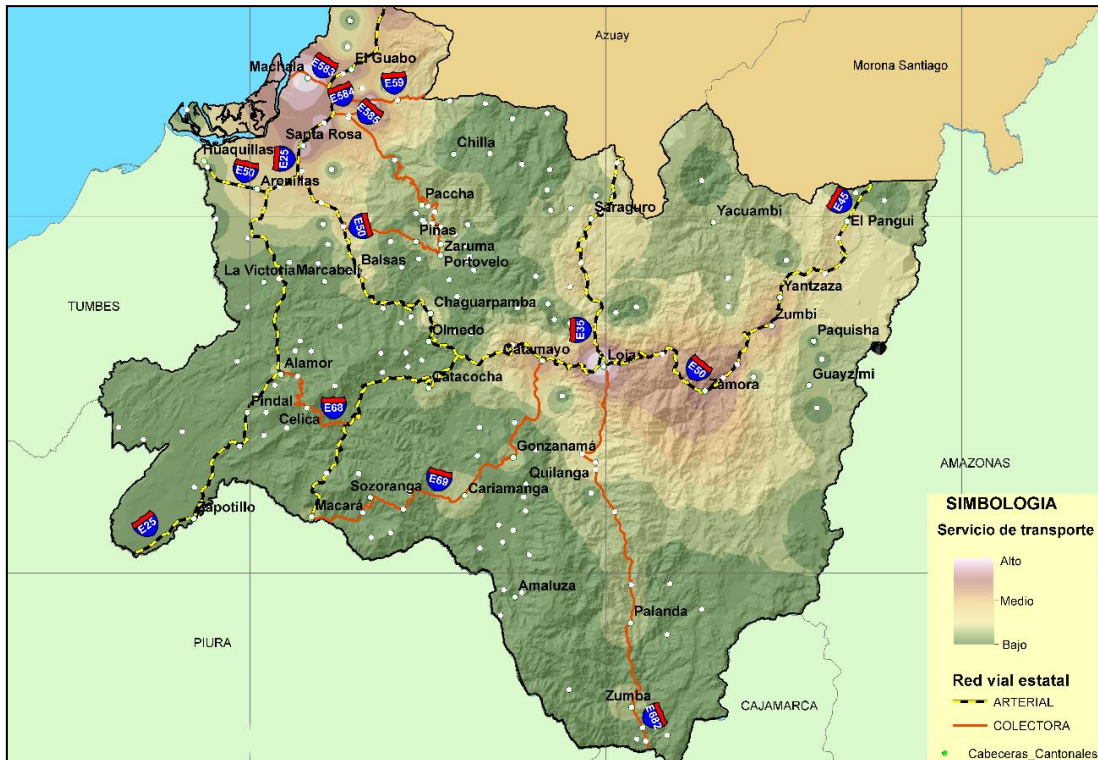 Azuay
Morona Santiago
El Guabo
Machala
E583
E59
E584
E585
Santa Rosa
Chilla
Huaquillas
E50
E25
Arenillas
Paccha
Saraguro
Yacuambi
E45
El Pangui
Piñas
E50
Zaruma
Balsas
Portovelo
La Victoria
Marcabelí
TUMBES
Yantzaza
Chaguarpamba
Zumbi
Olmedo
E35
Paquisha
Catamayo
Loja
E50
Guayzimi
Alamor
Catacocha
Zamora
Pindal
E68
Celica
Gonzanamá
AMAZONAS
Quilanga
E69
Sozoranga
Cariamanga
Macará
Zapotillo
E25
Amaluza
Palanda
PIURA
Zumba
E682
CAJAMARCA
SIMBOLOGIA
Servicio de transporte
Alto
Medio
Bajo
Red vial estatal
ARTERIAL
COLECTORA
Cabeceras_Cantonales